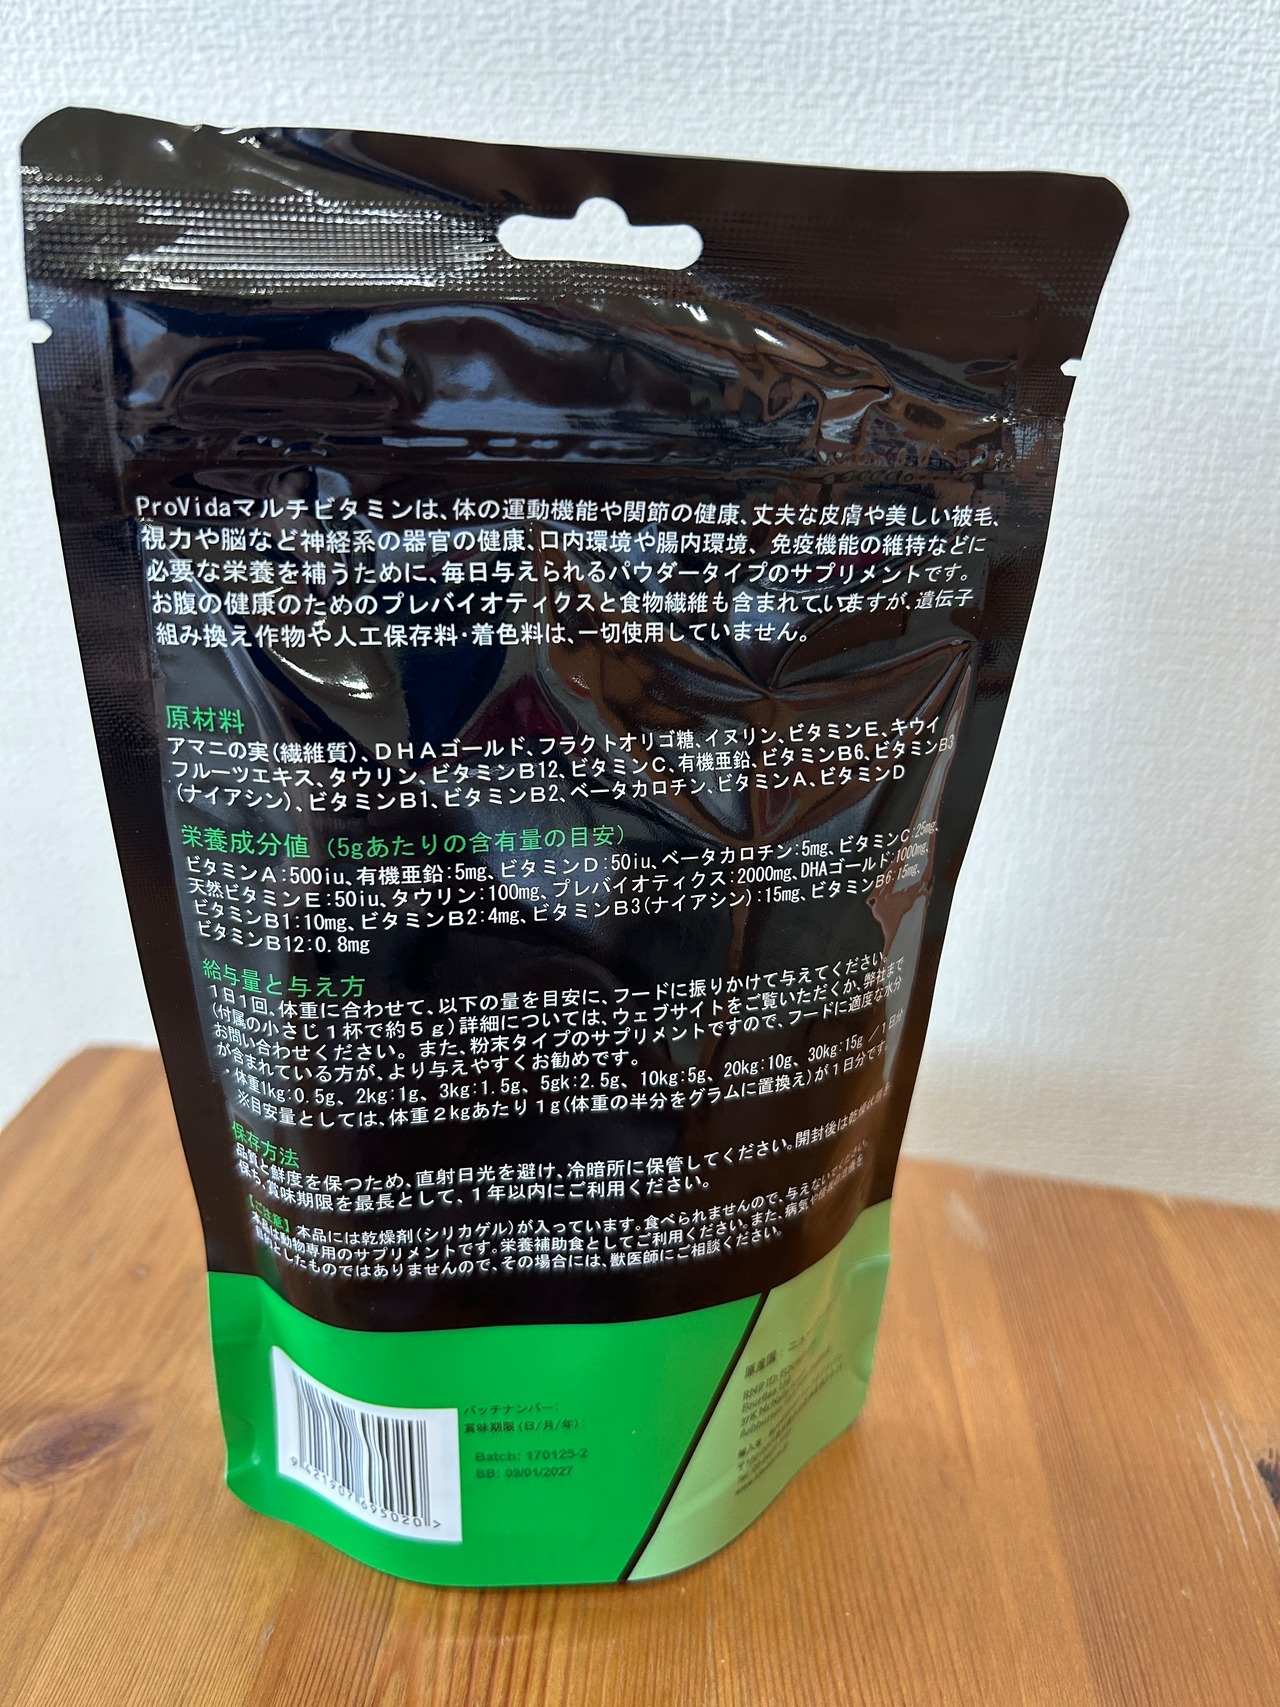 ProVidaマルチビタミンは、体の運動機能や関節の健康、丈夫な皮膚や美しい被毛、
視力や脳など神経系の器官の健康、口内環境や腸内環境、免疫機能の維持などに
必要な栄養を補うために、毎日与えられるパウダータイプのサプリメントです。
お腹の健康のためのプレバイオティクスと食物繊維も含まれていますが、遺伝子
組み換え作物や人工保存料・着色料は、一切使用していません。
原材料
アマニの実(繊維質)、DHAゴールド、フラクトオリゴ糖、イヌリン、ビタミンE、キウイ
フルーツエキス、タウリン、ビタミンB12、ビタミンC、有機亜鉛、ビタミンB6、ビタミンB3
(ナイアシン)、ビタミンB1、ビタミンB2、ベータカロチン、ビタミンA、ビタミンD
栄養成分値 (5gあたりの含有量の目安)
ビタミンA:500iu、有機亜鉛:5mg、ビタミンD:50iu、ベータカロチン:5mg、ビタミンC:25mg、
天然ビタミンE:50iu、タウリン:100mg、プレバイオティクス:2000mg、DHAゴールド:1000mg、
ビタミンB1:10mg、ビタミンB2:4mg、ビタミンB3(ナイアシン):15mg、ビタミンB6:15mg、
ビタミンB12:0.8mg
給与量と与え方
1日1回、体重に合わせて、以下の量を目安に、フードに振りかけて与えてください。
(付属の小さじ1杯で約5g)詳細については、ウェブサイトをご覧いただくか、弊社まで
お問い合わせください。また、粉末タイプのサプリメントですので、フードに適度な水分
が含まれている方が、より与えやすくお勧めです。
・体重1kg:0.5g、2kg:1g、3kg:1.5g、5gk:2.5g、10kg:5g、20kg:10g、30kg:15g/1日分
※目安量としては、体重2kgあたり1g(体重の半分をグラムに置換え)が1日分です。
保存方法
品質と鮮度を保つため、直射日光を避け、冷暗所に保管してください。開封後は乾燥状態を
保ち、賞味期限を最長として、1年以内にご利用ください。
【ご注意】本品には乾燥剤(シリカゲル)が入っています。食べられませんので、与えないでください。
本品は動物専用のサプリメントです。栄養補助食としてご利用ください。また、病気や
としたものではありませんので、その場合には、獣医師にご相談ください。
バッチナンバー:
賞味期限(日/月/年):
Batch: 170125-2
BB: 09/01/2027
9 421907 695020 >
原産国:ニュー